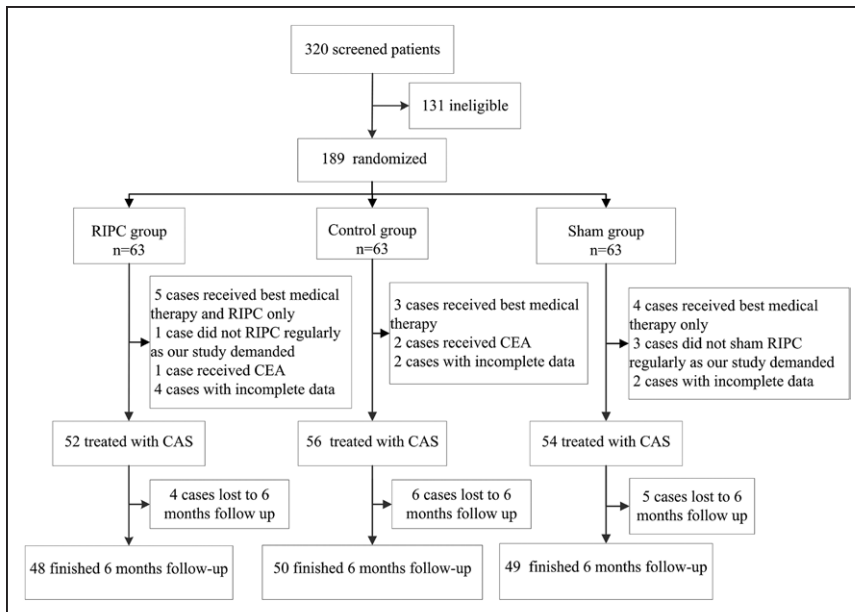 320 screened patients
131 ineligible
189 randomized
RIPC group
n=63
Control group
n=63
Sham group
n=63
5 cases received best medical
therapy and RIPC only
1 case did not RIPC regularly
as our study demanded
1 case received CEA
4 cases with incomplete data
3 cases received best medical
therapy
2 cases received CEA
2 cases with incomplete data
4 cases received best medical
therapy only
3 cases did not sham RIPC
regularly as our study demanded
2 cases with incomplete data
52 treated with CAS
56 treated with CAS
54 treated with CAS
4 cases lost to 6
months follow up
6 cases lost to 6
months follow up
5 cases lost to 6
months follow up
48 finished 6 months follow-up
50 finished 6 months follow-up
49 finished 6 months follow-up